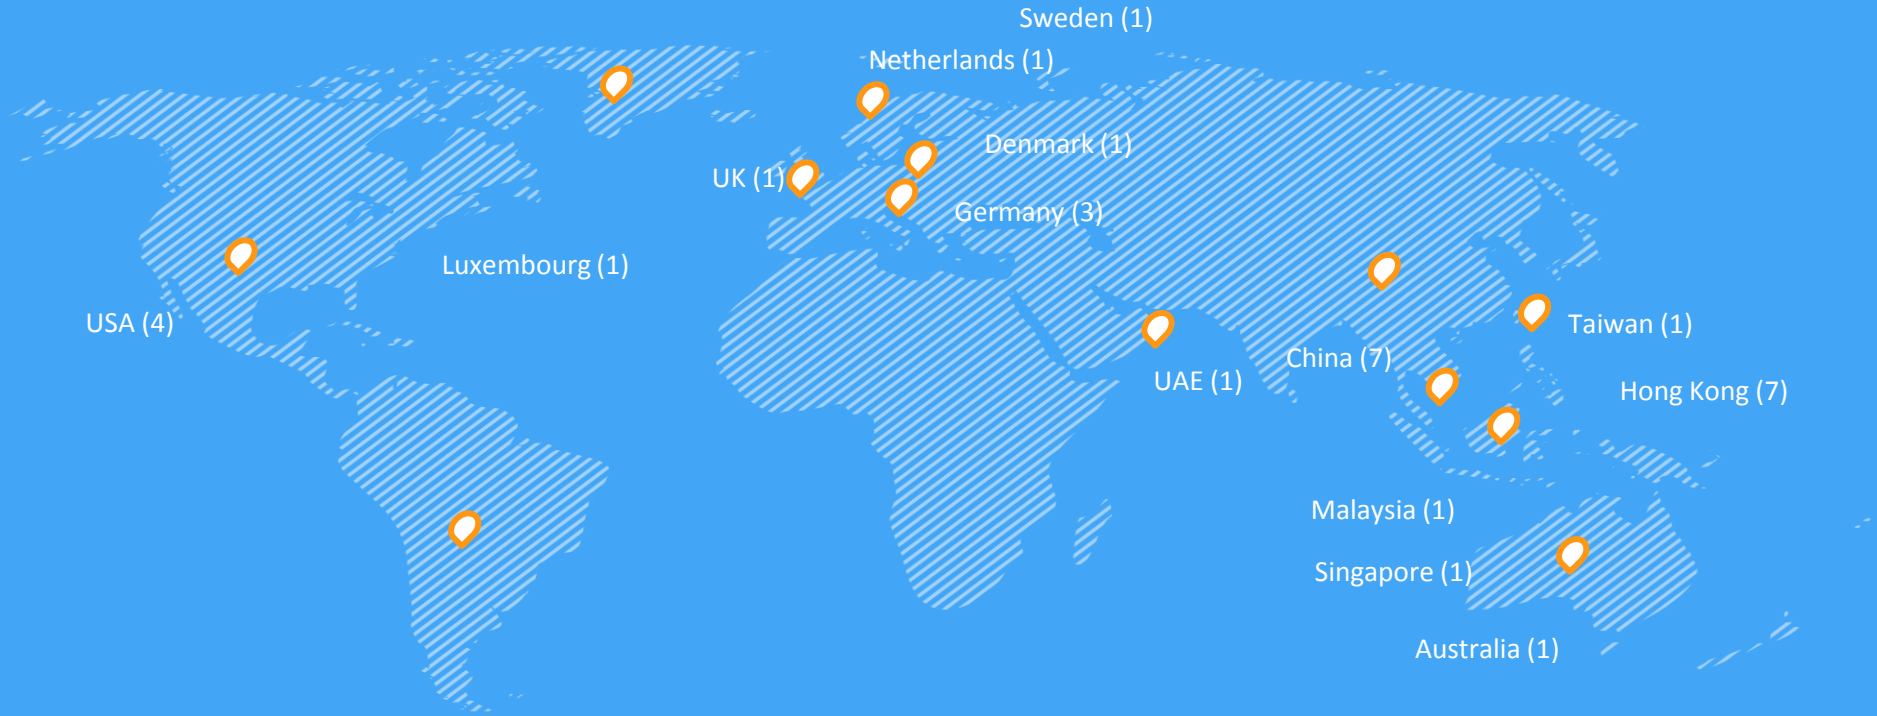 Sweden (1)
Netherlands (1)
Denmark (1)
UK (1)
Germany (3)
Luxembourg (1)
USA (4)
Taiwan (1)
China (7)
UAE (1)
Hong Kong (7)
Malaysia (1)
Singapore (1)
Australia (1)